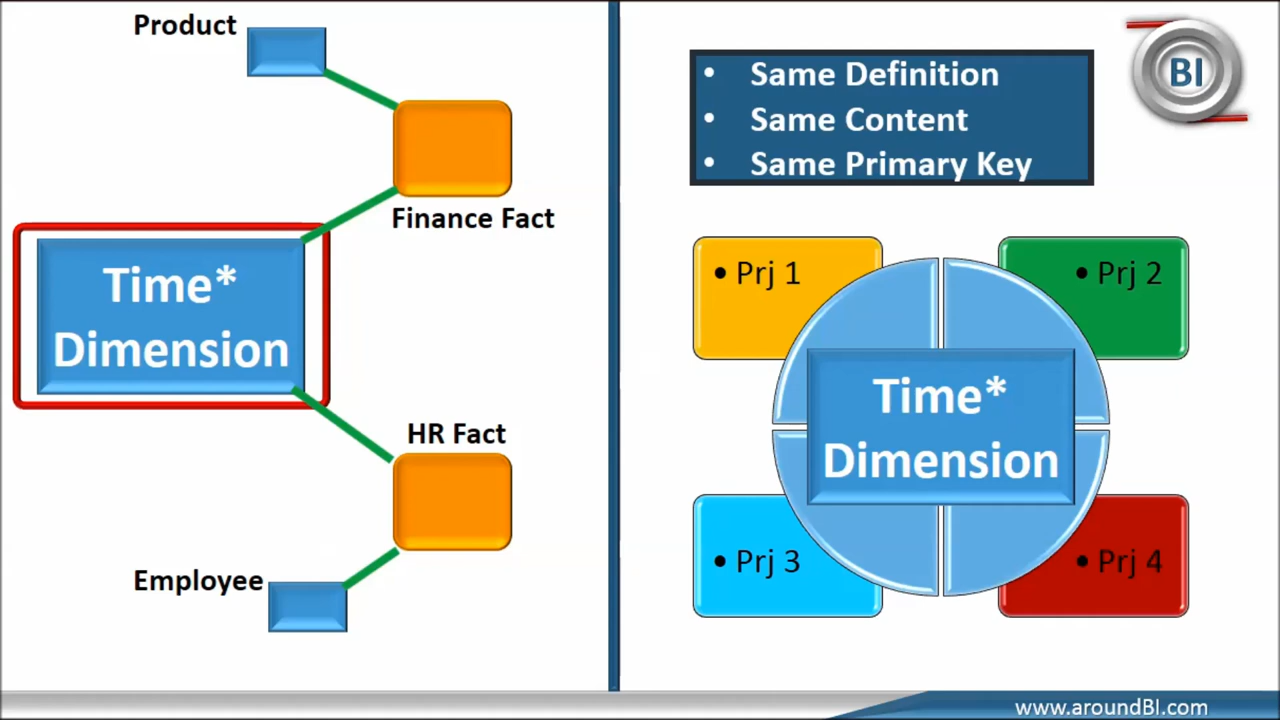 Product
Finance Fact
Time*
Dimension
HR Fact
Employee
BI
• Same Definition
• Same Content
• Same Primary Key
• Prj 1
• Prj 2
Time*
Dimension
• Prj 3
• Prj 4
www.aroundBI.com